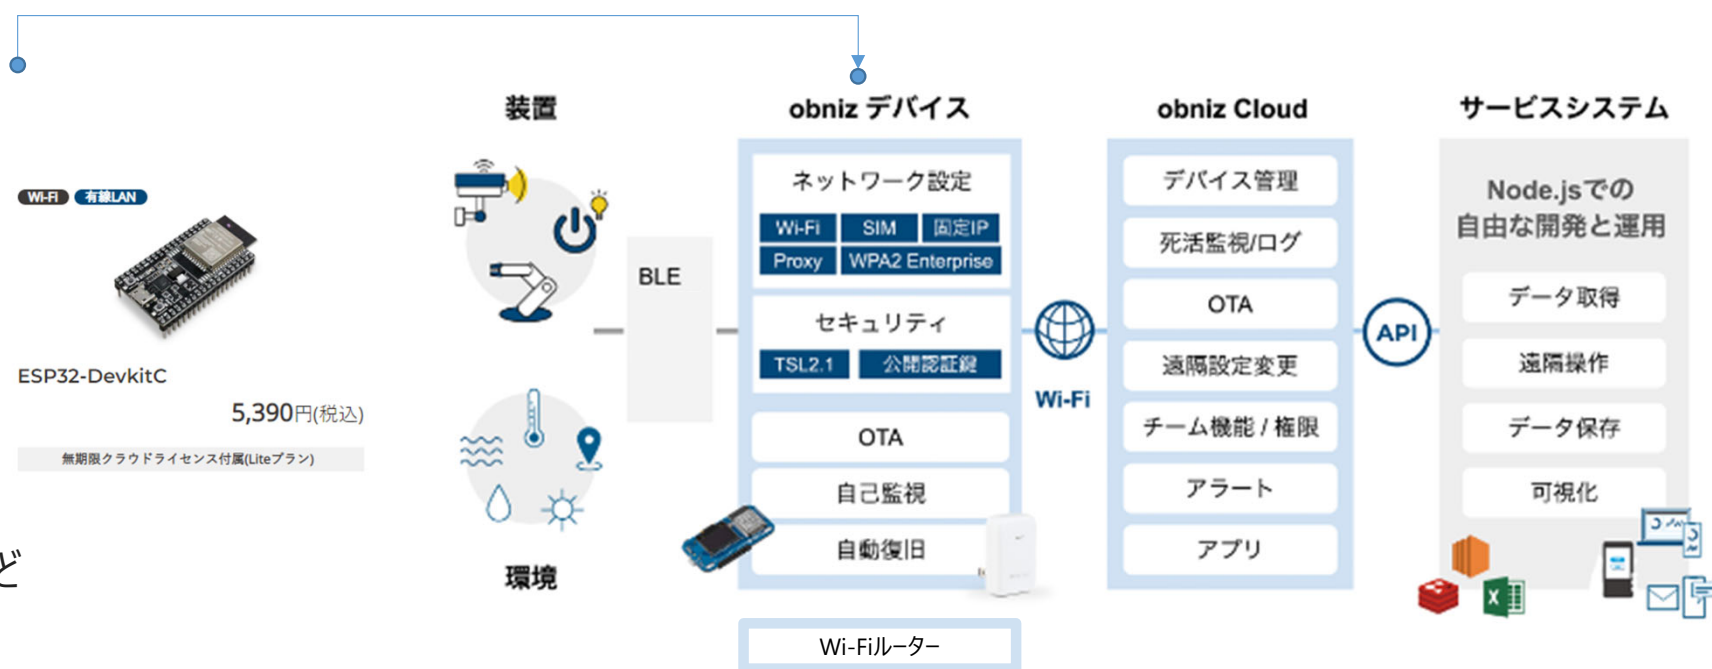 Wi-Fi 有線LAN
ESP32-DevkitC
5,390円(税込)
無期限クラウドライセンス付属(Liteプラン)
ど
装置
環境
BLE
obniz デバイス
ネットワーク設定
Wi-Fi SIM 固定IP
Proxy WPA2 Enterprise
セキュリティ
TSL2.1 公開認証鍵
OTA
自己監視
自動復旧
Wi-Fiルーター
Wi-Fi
obniz Cloud
デバイス管理
死活監視/ログ
OTA
遠隔設定変更
チーム機能 / 権限
アラート
アプリ
API
サービスシステム
Node.jsでの
自由な開発と運用
データ取得
遠隔操作
データ保存
可視化